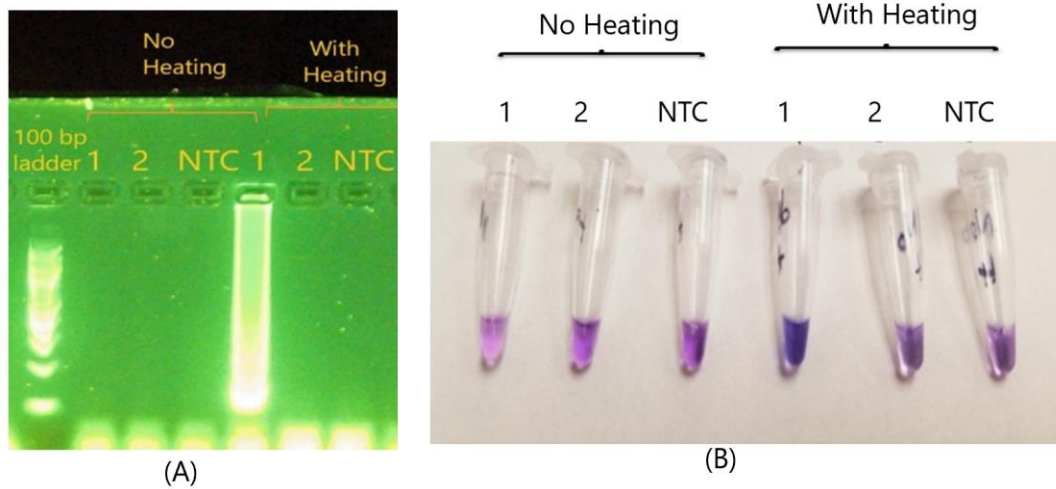 No
Heating
With
Heating
100 bp
ladder
1 2 NTC 1 2 NTC
(A)
No Heating With Heating
1 2 NTC 1 2 NTC
(B)